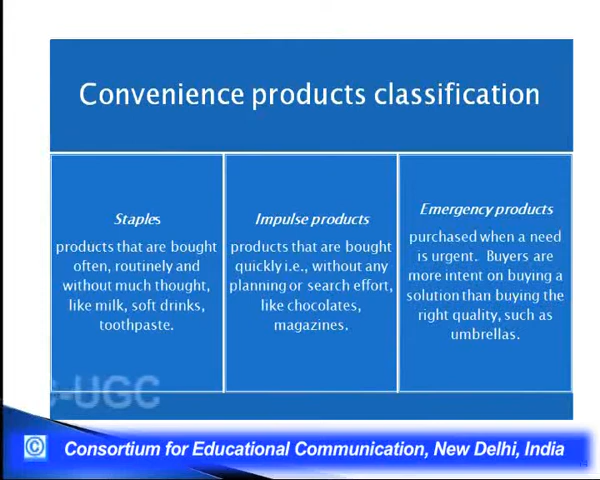 Convenience products classification
Staples
products that are bought
often, routinely and
without much thought,
like milk, soft drinks,
toothpaste.
Impulse products
products that are bought
quickly i.e., without any
planning or search effort,
like chocolates,
magazines.
Emergency products
purchased when a need
is urgent. Buyers are
more intent on buying a
solution than buying the
right quality, such as
umbrellas.
C-UGC
©
Consortium for Educational Communication, New Delhi, India